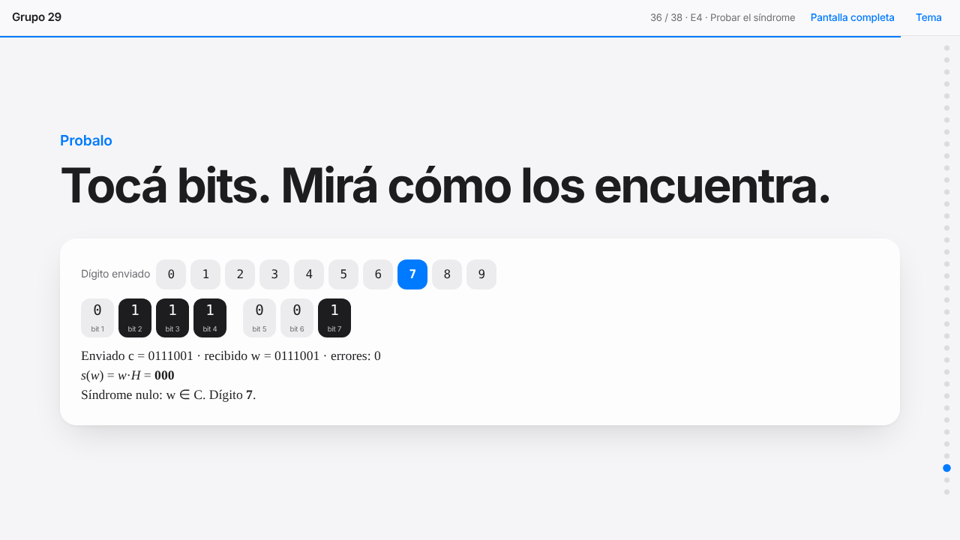 Grupo 29
36 / 38 · E4 · Probar el síndrome
Pantalla completa
Tema
Probalo
Tocá bits. Mirá cómo los encuentra.
Dígito enviado 0 1 2 3 4 5 6 7 8 9
0 1 1 1 0 0 1
bit 1 bit 2 bit 3 bit 4 bit 5 bit 6 bit 7
Enviado c = 0111001 · recibido w = 0111001 · errores: 0
s(w) = w·H = 000
Síndrome nulo: w ∈ C. Dígito 7.